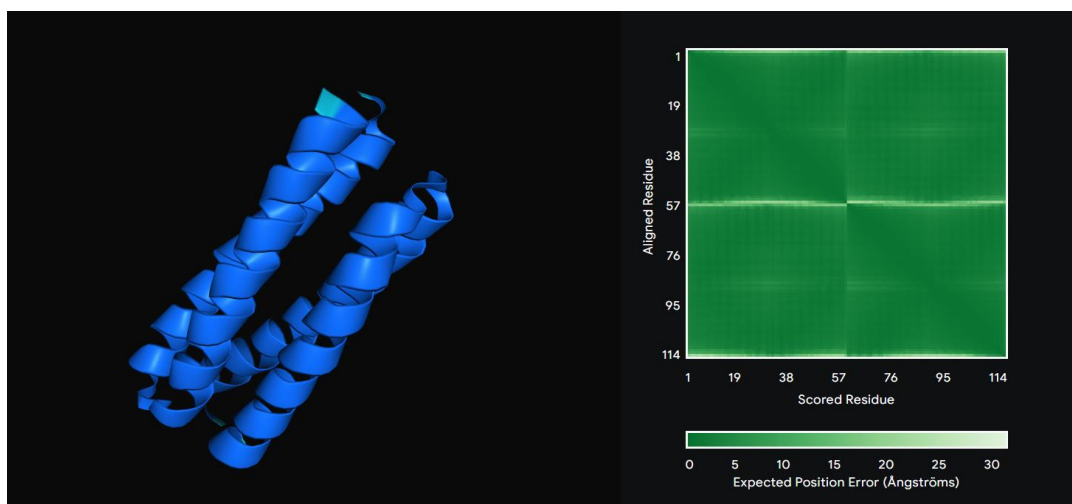 1
19
38
57
76
95
114
Aligned Residue
1 19 38 57 76 95 114
Scored Residue
0 5 10 15 20 25 30
Expected Position Error (Ångströms)